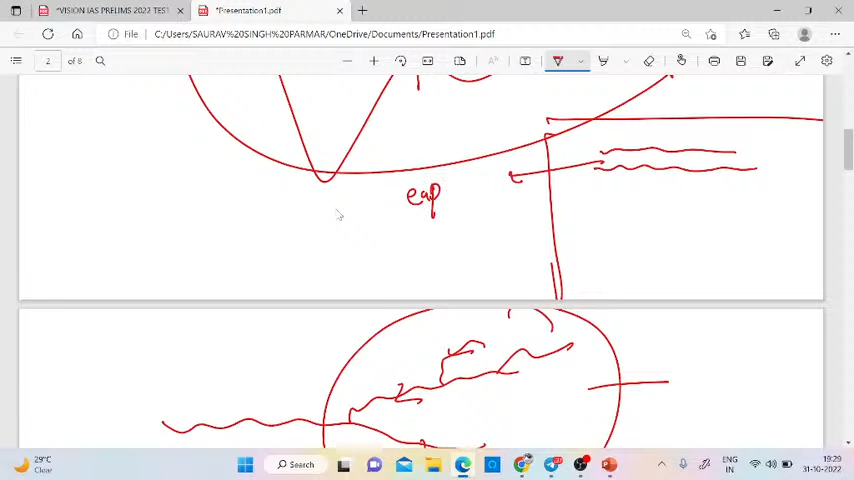 *VISION IAS PRELIMS 2022 TEST
*Presentation1.pdf
File
C:/Users/SAURAV%20SINGH%20PARMAR/OneDrive/Documents/Presentation1.pdf
2 of 8
eap
29°C
Clear
Search
ENG
IN
19:29
31-10-2022